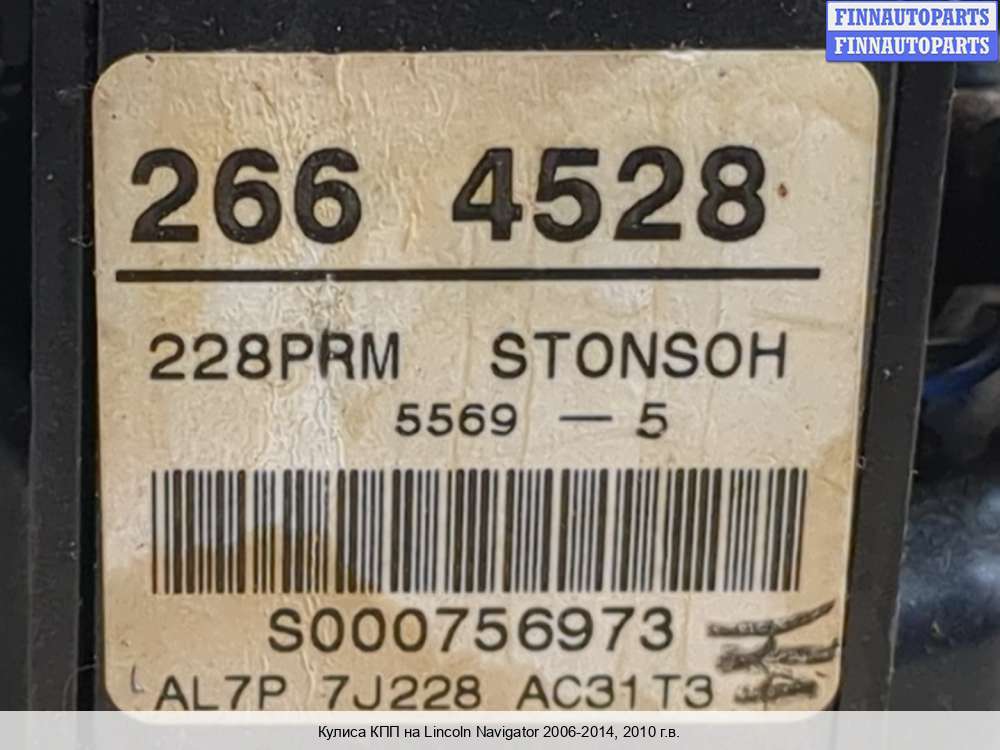 FINNAUTOPARTS
FINNAUTOPARTS
266 4528
228PRM STONSOH
5569 – 5
S000756973
AL7P 7J228 AC31T3
Кулиса КПП на Lincoln Navigator 2006-2014, 2010 г.в.